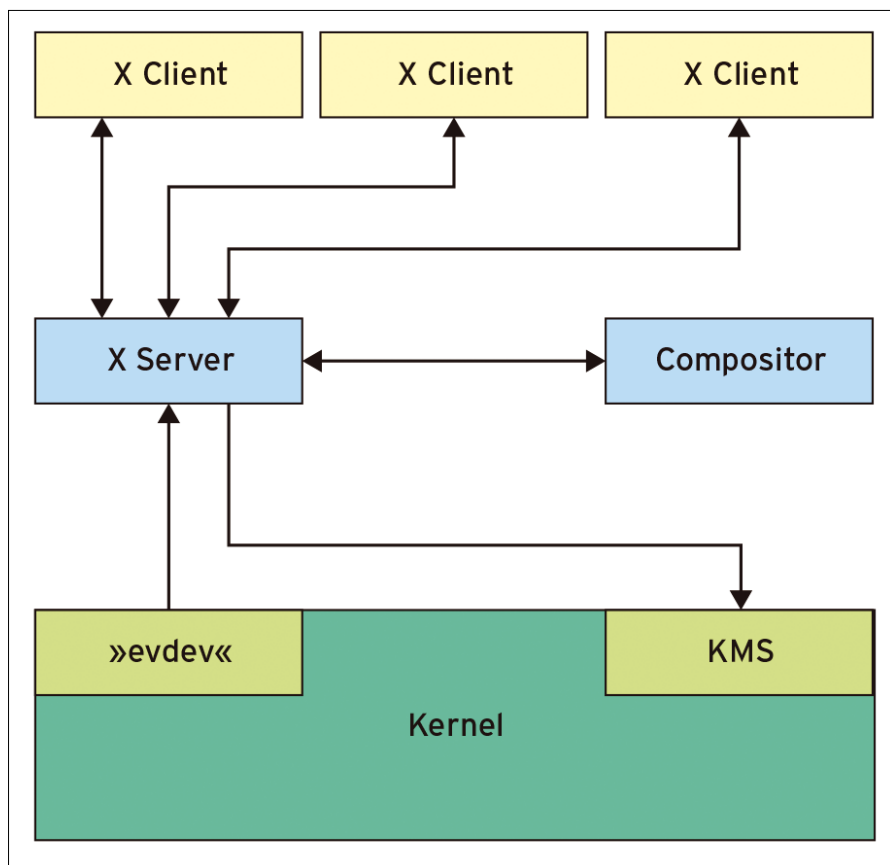 X Client
X Client
X Client
X Server
Compositor
»evdev«
KMS
Kernel